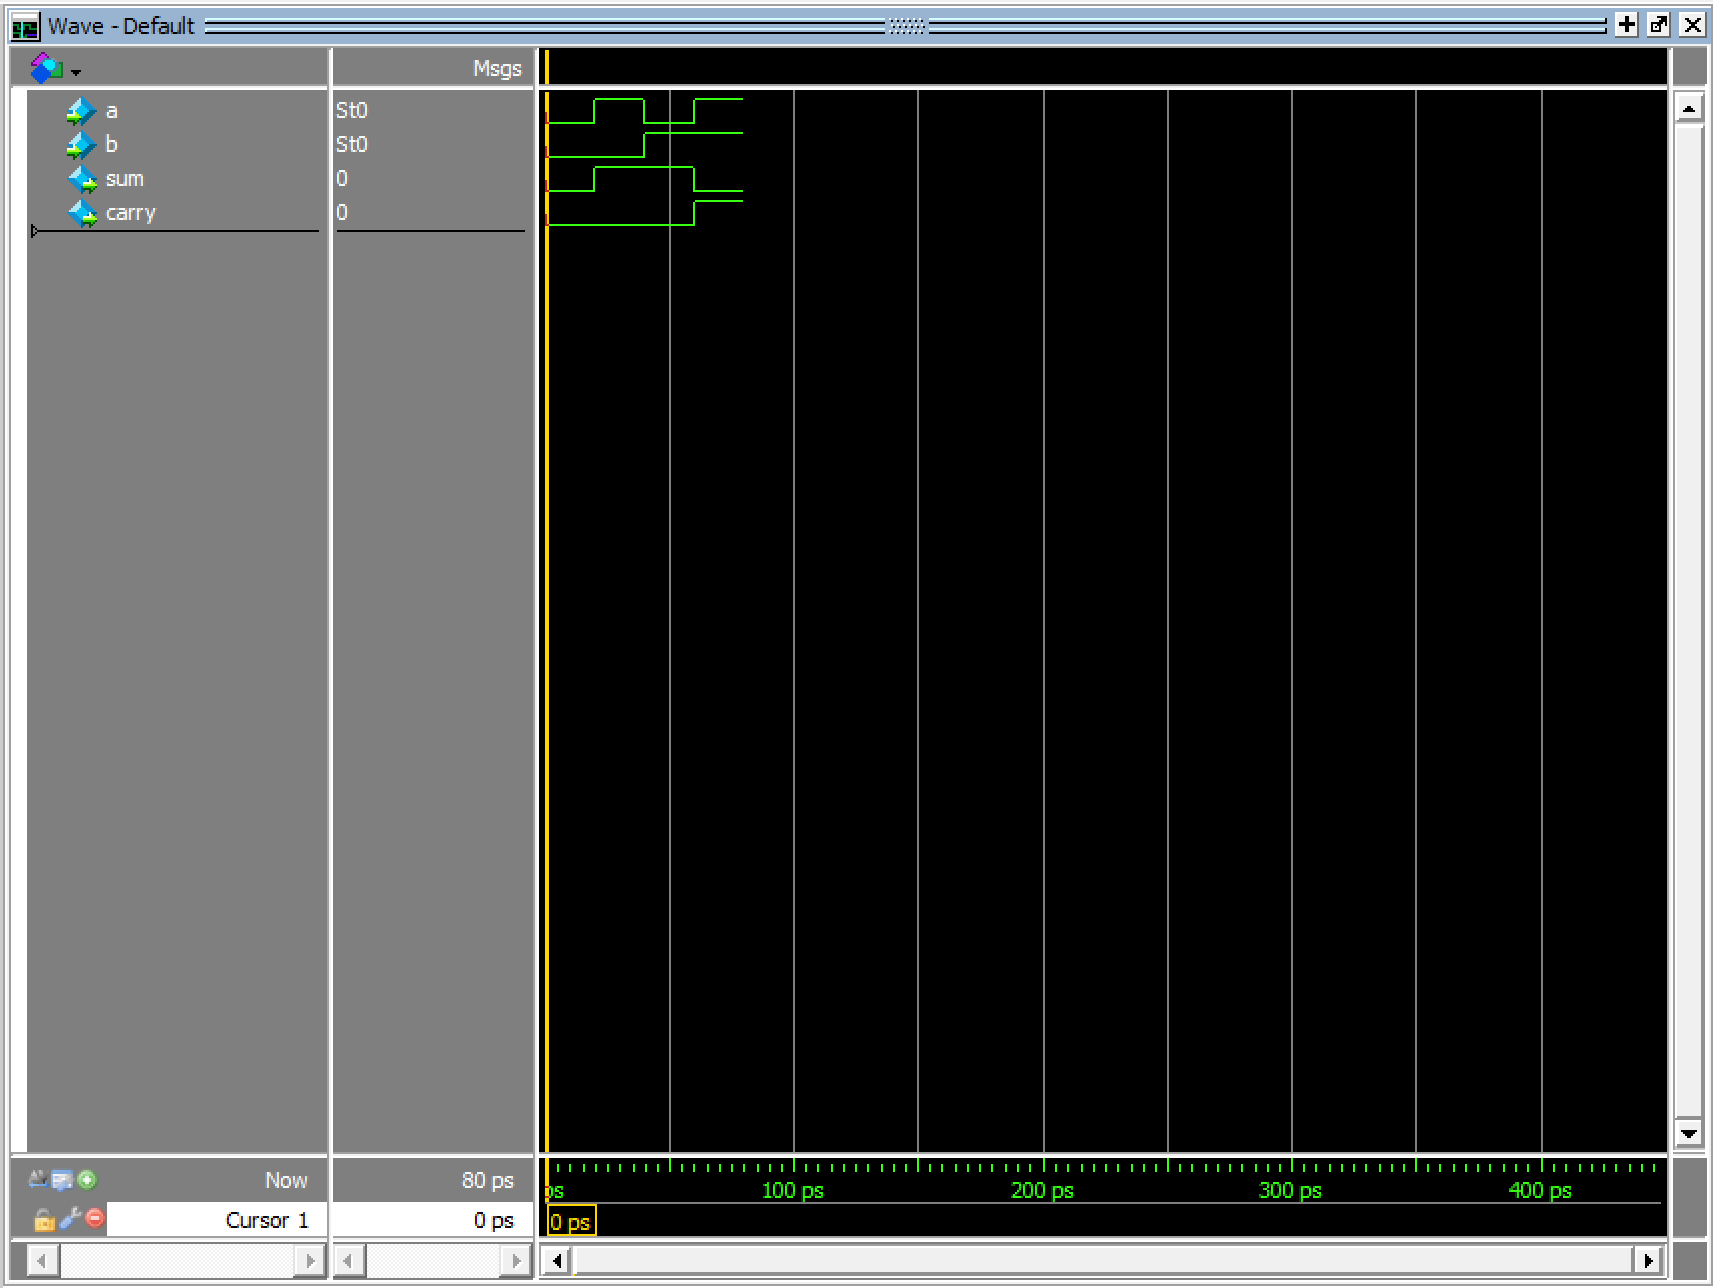 Wave - Default
Msgs
a St0
b St0
sum 0
carry 0
Now 80 ps
ps 100 ps 200 ps 300 ps 400 ps
Cursor 1 0 ps 0 ps